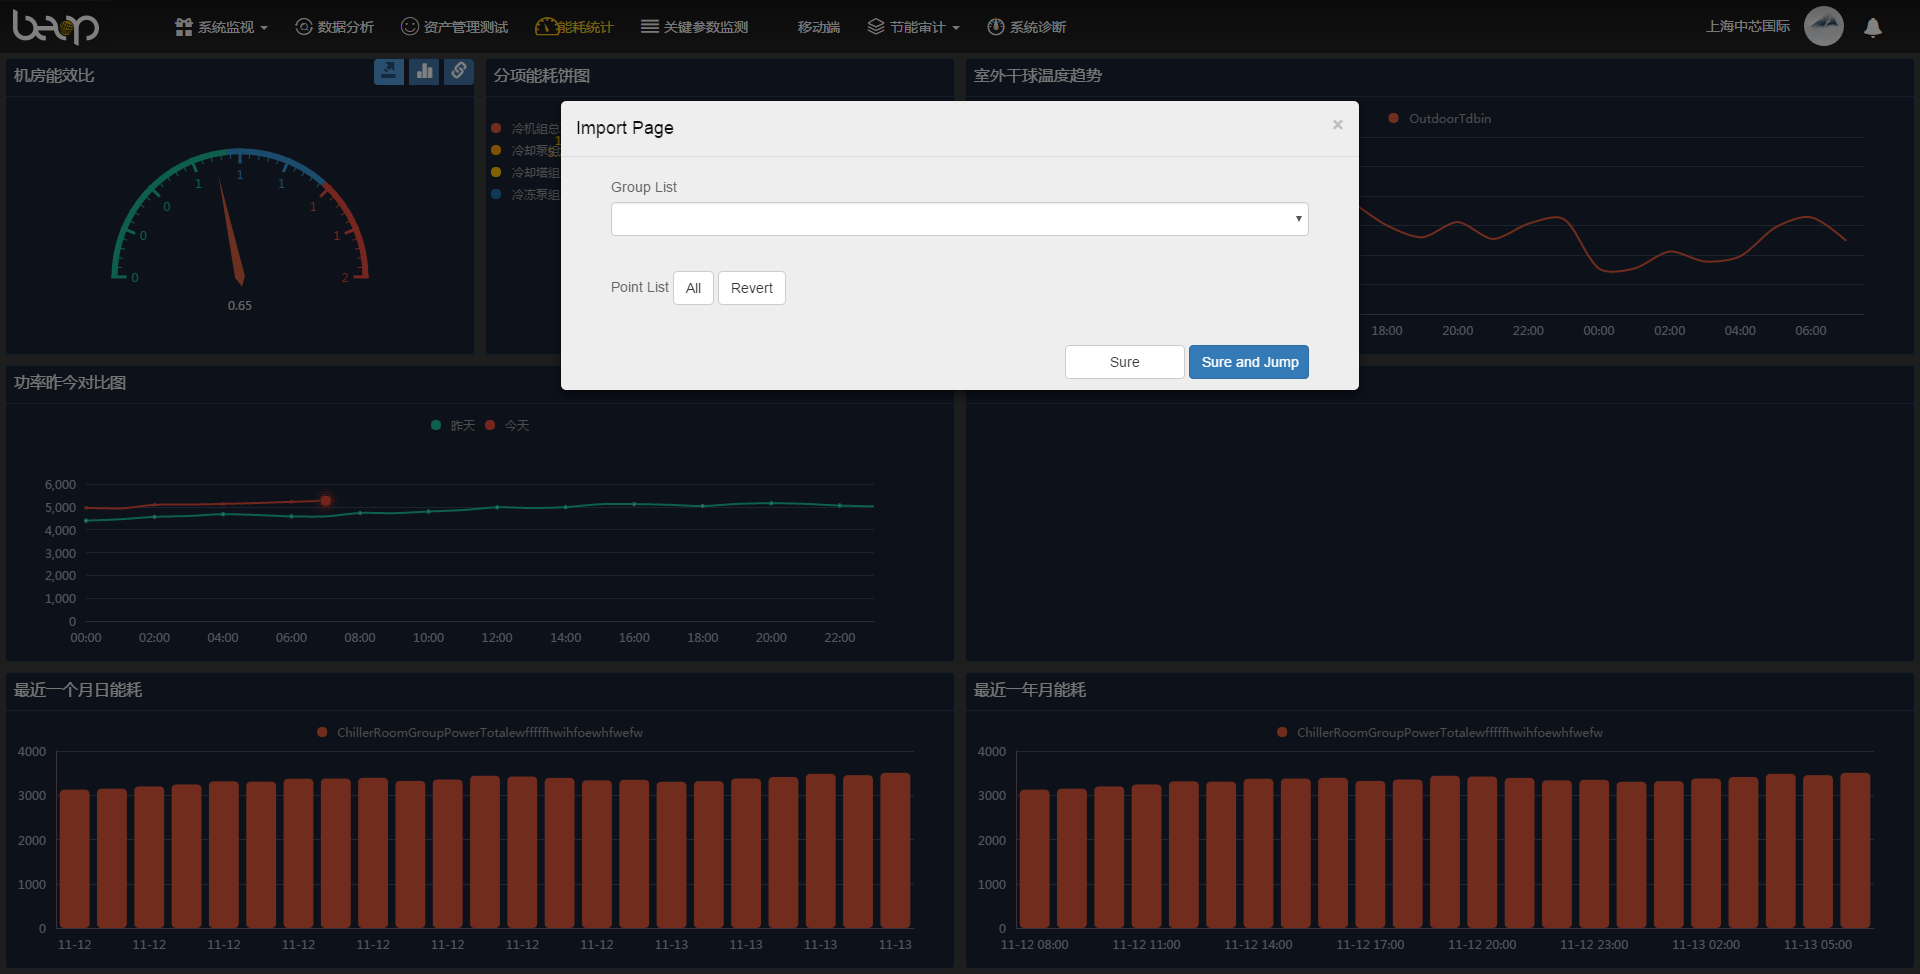 beop
系统监视
数据分析
资产管理测试
能耗统计
关键参数监测
移动端
节能审计
系统诊断
上海中芯国际
机房能效比
0
0
0
1
1
1
1
1
2
0.65
分项能耗饼图
冷机组总
冷却泵组
冷却塔组
冷冻泵组
室外干球温度趋势
OutdoorTdbin
18:00 20:00 22:00 00:00 02:00 04:00 06:00
Import Page
×
Group List
Point List All Revert
Sure Sure and Jump
功率昨今对比图
昨天 今天
6,000
5,000
4,000
3,000
2,000
1,000
0
00:00 02:00 04:00 06:00 08:00 10:00 12:00 14:00 16:00 18:00 20:00 22:00
最近一个月日能耗
ChillerRoomGroupPowerTotalewfffffhwihfoewhfwefw
4000
3000
2000
1000
0
11-12 11-12 11-12 11-12 11-12 11-12 11-12 11-12 11-13 11-13 11-13 11-13
最近一年月能耗
ChillerRoomGroupPowerTotalewfffffhwihfoewhfwefw
4000
3000
2000
1000
0
11-12 08:00 11-12 11:00 11-12 14:00 11-12 17:00 11-12 20:00 11-12 23:00 11-13 02:00 11-13 05:00